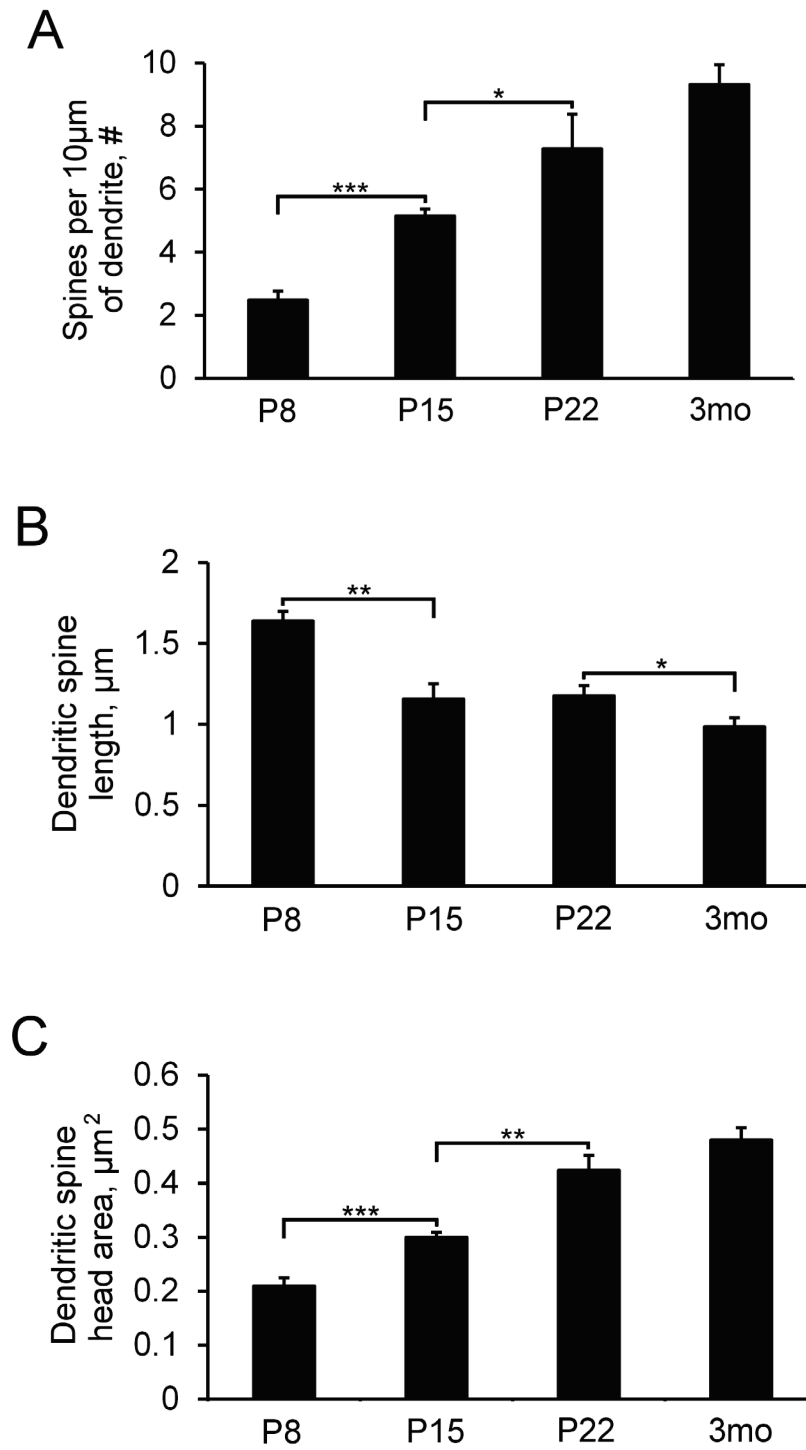 A
Spines per 10µm
of dendrite, #
10
8
6
4
2
0
***
*
P8 P15 P22 3mo
B
Dendritic spine
length, µm
2
1.5
1
0.5
0
**
*
P8 P15 P22 3mo
C
Dendritic spine
head area, µm²
0.6
0.5
0.4
0.3
0.2
0.1
0
***
**
P8 P15 P22 3mo